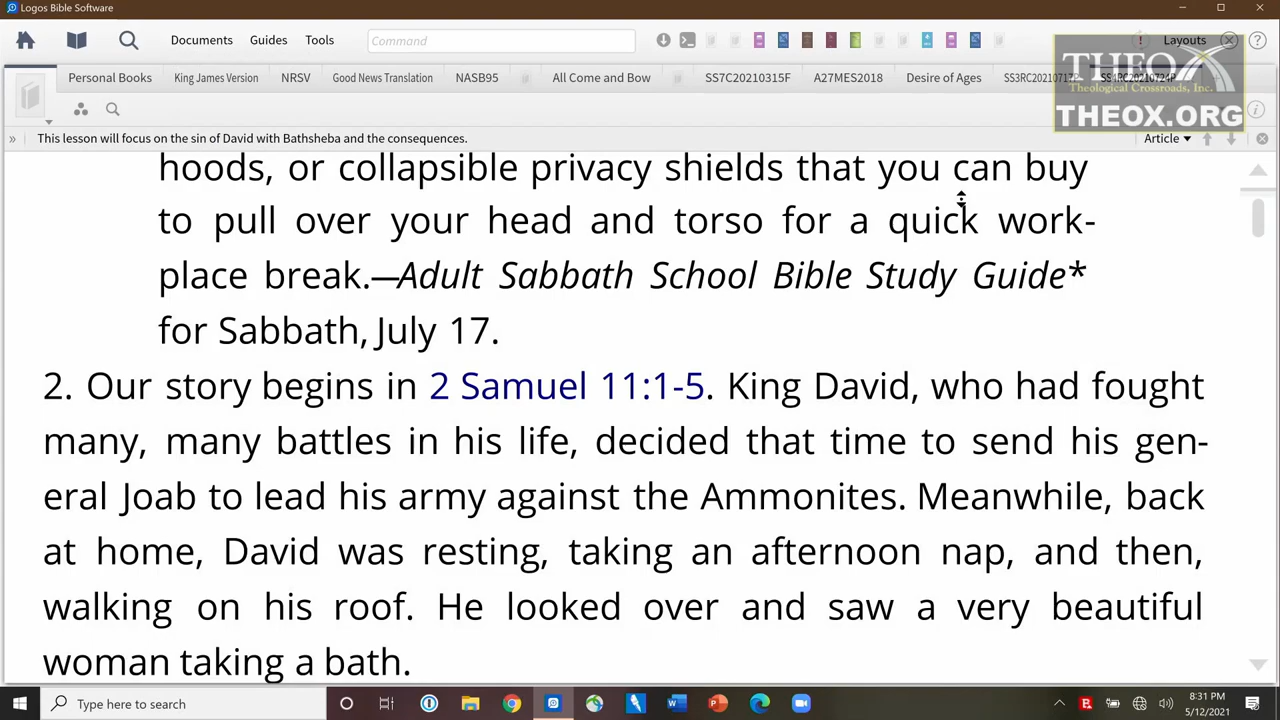 Logos Bible Software
Documents Guides Tools Command Layouts
Personal Books King James Version NRSV Good News Translation NASB95 All Come and Bow SS7C20210315F A27MES2018 Desire of Ages
THEOX
Theological Crossroads, Inc.
THEOX.ORG
This lesson will focus on the sin of David with Bathsheba and the consequences. Article
hoods, or collapsible privacy shields that you can buy
to pull over your head and torso for a quick work-
place break.—Adult Sabbath School Bible Study Guide*
for Sabbath, July 17.
2. Our story begins in 2 Samuel 11:1-5. King David, who had fought
many, many battles in his life, decided that time to send his gen-
eral Joab to lead his army against the Ammonites. Meanwhile, back
at home, David was resting, taking an afternoon nap, and then,
walking on his roof. He looked over and saw a very beautiful
woman taking a bath.
Type here to search
8:31 PM
5/12/2021